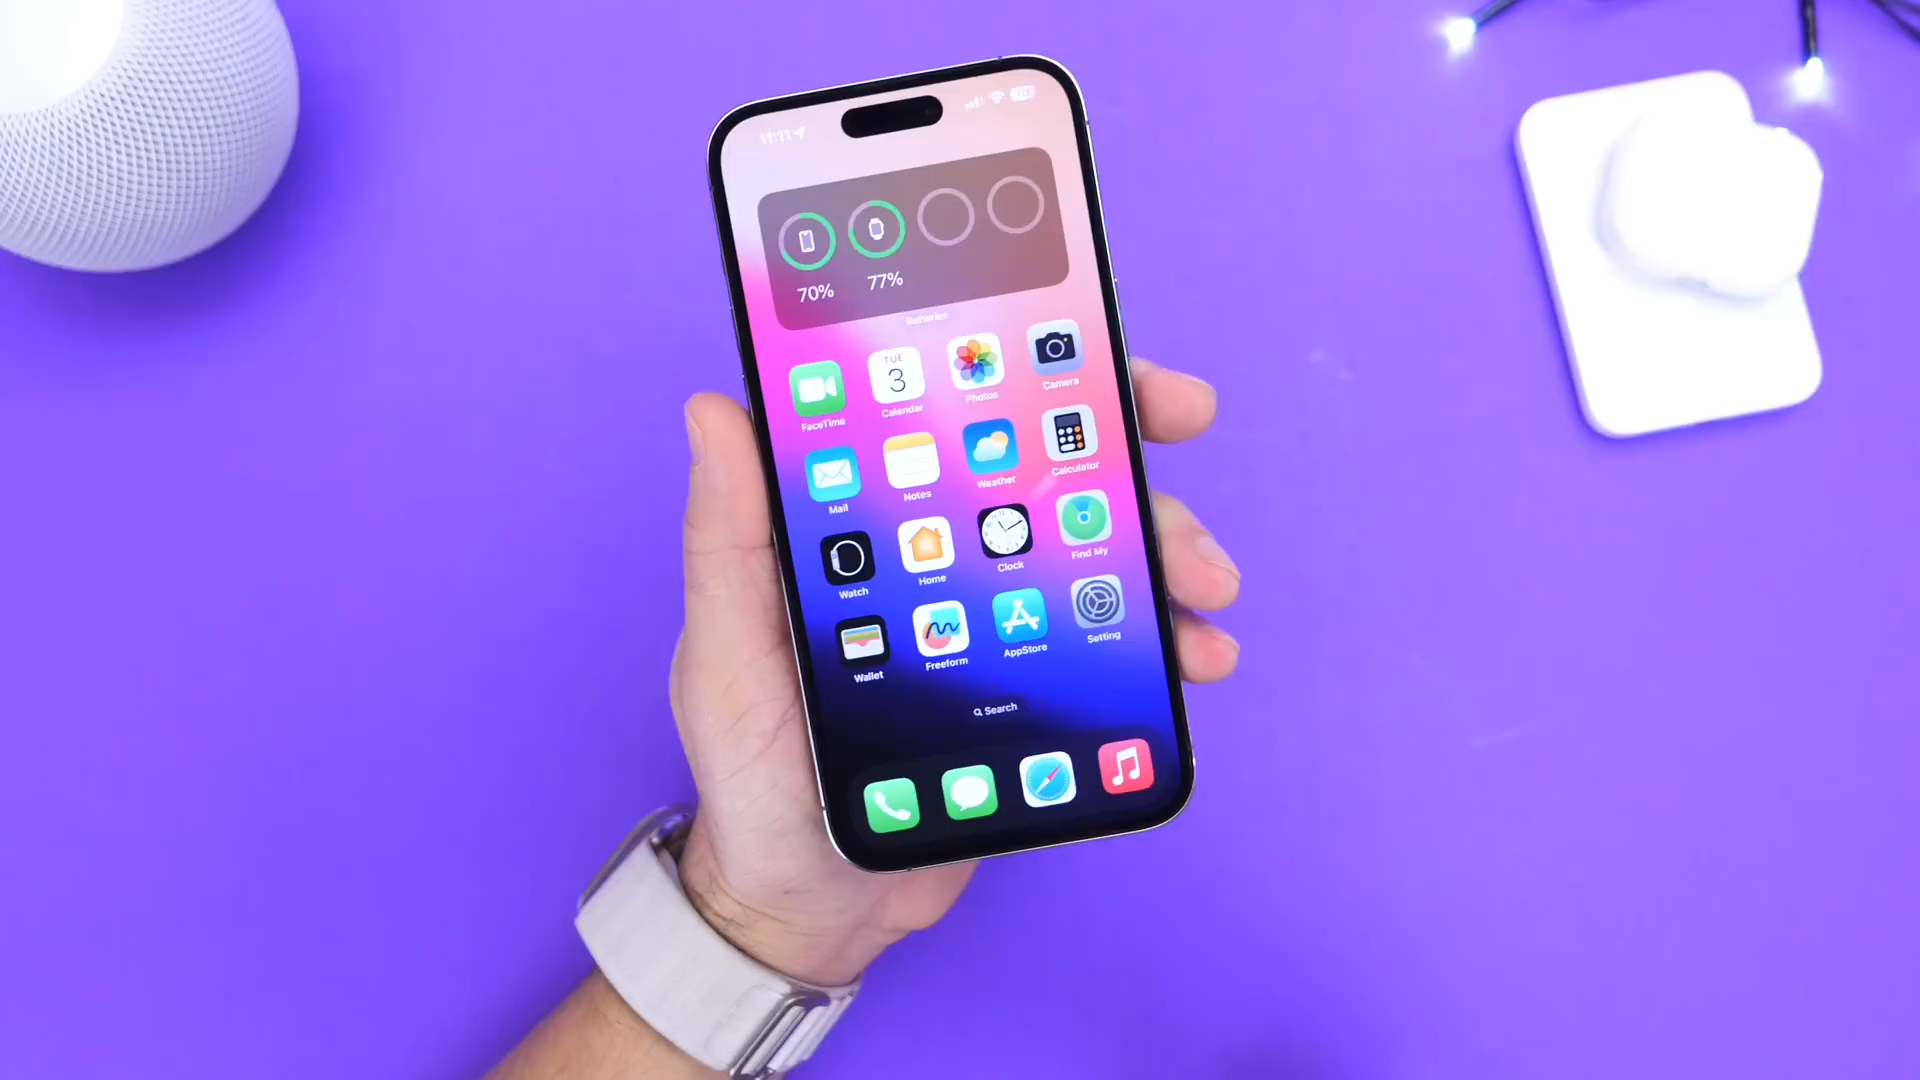 11:11
70% 77%
Batteries
TUE
3
FaceTime Calendar Photos Camera
Mail Notes Weather Calculator
Watch Home Clock Find My
Wallet Freeform AppStore Setting
Search